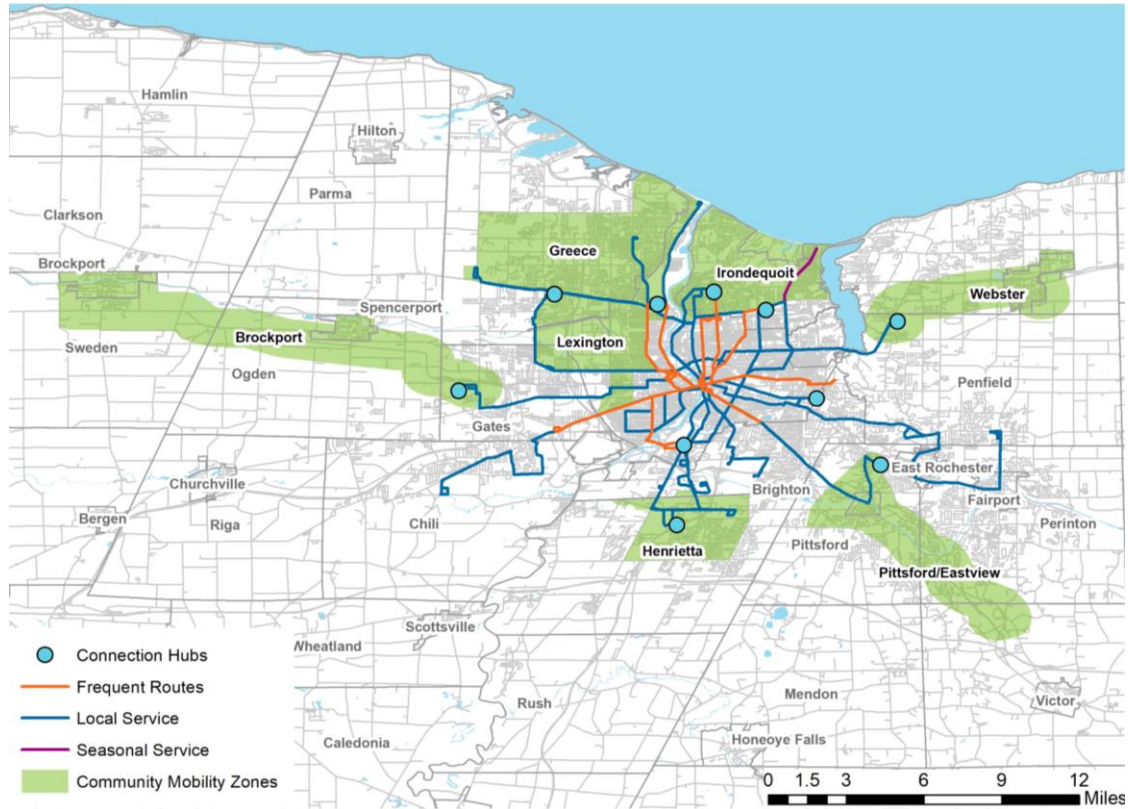 Hamlin
Hilton
Parma
Clarkson
Brockport
Greece
Irondequoit
Webster
Spencerport
Brockport
Lexington
Sweden
Ogden
Penfield
Gates
East Rochester
Churchville
Fairport
Brighton
Bergen
Riga
Chili
Perinton
Pittsford
Henrietta
Pittsford/Eastview
Scottsville
Wheatland
Mendon
Rush
Victor
Caledonia
Honeoye Falls
Connection Hubs
Frequent Routes
Local Service
Seasonal Service
Community Mobility Zones
0 1.5 3 6 9 12
Miles